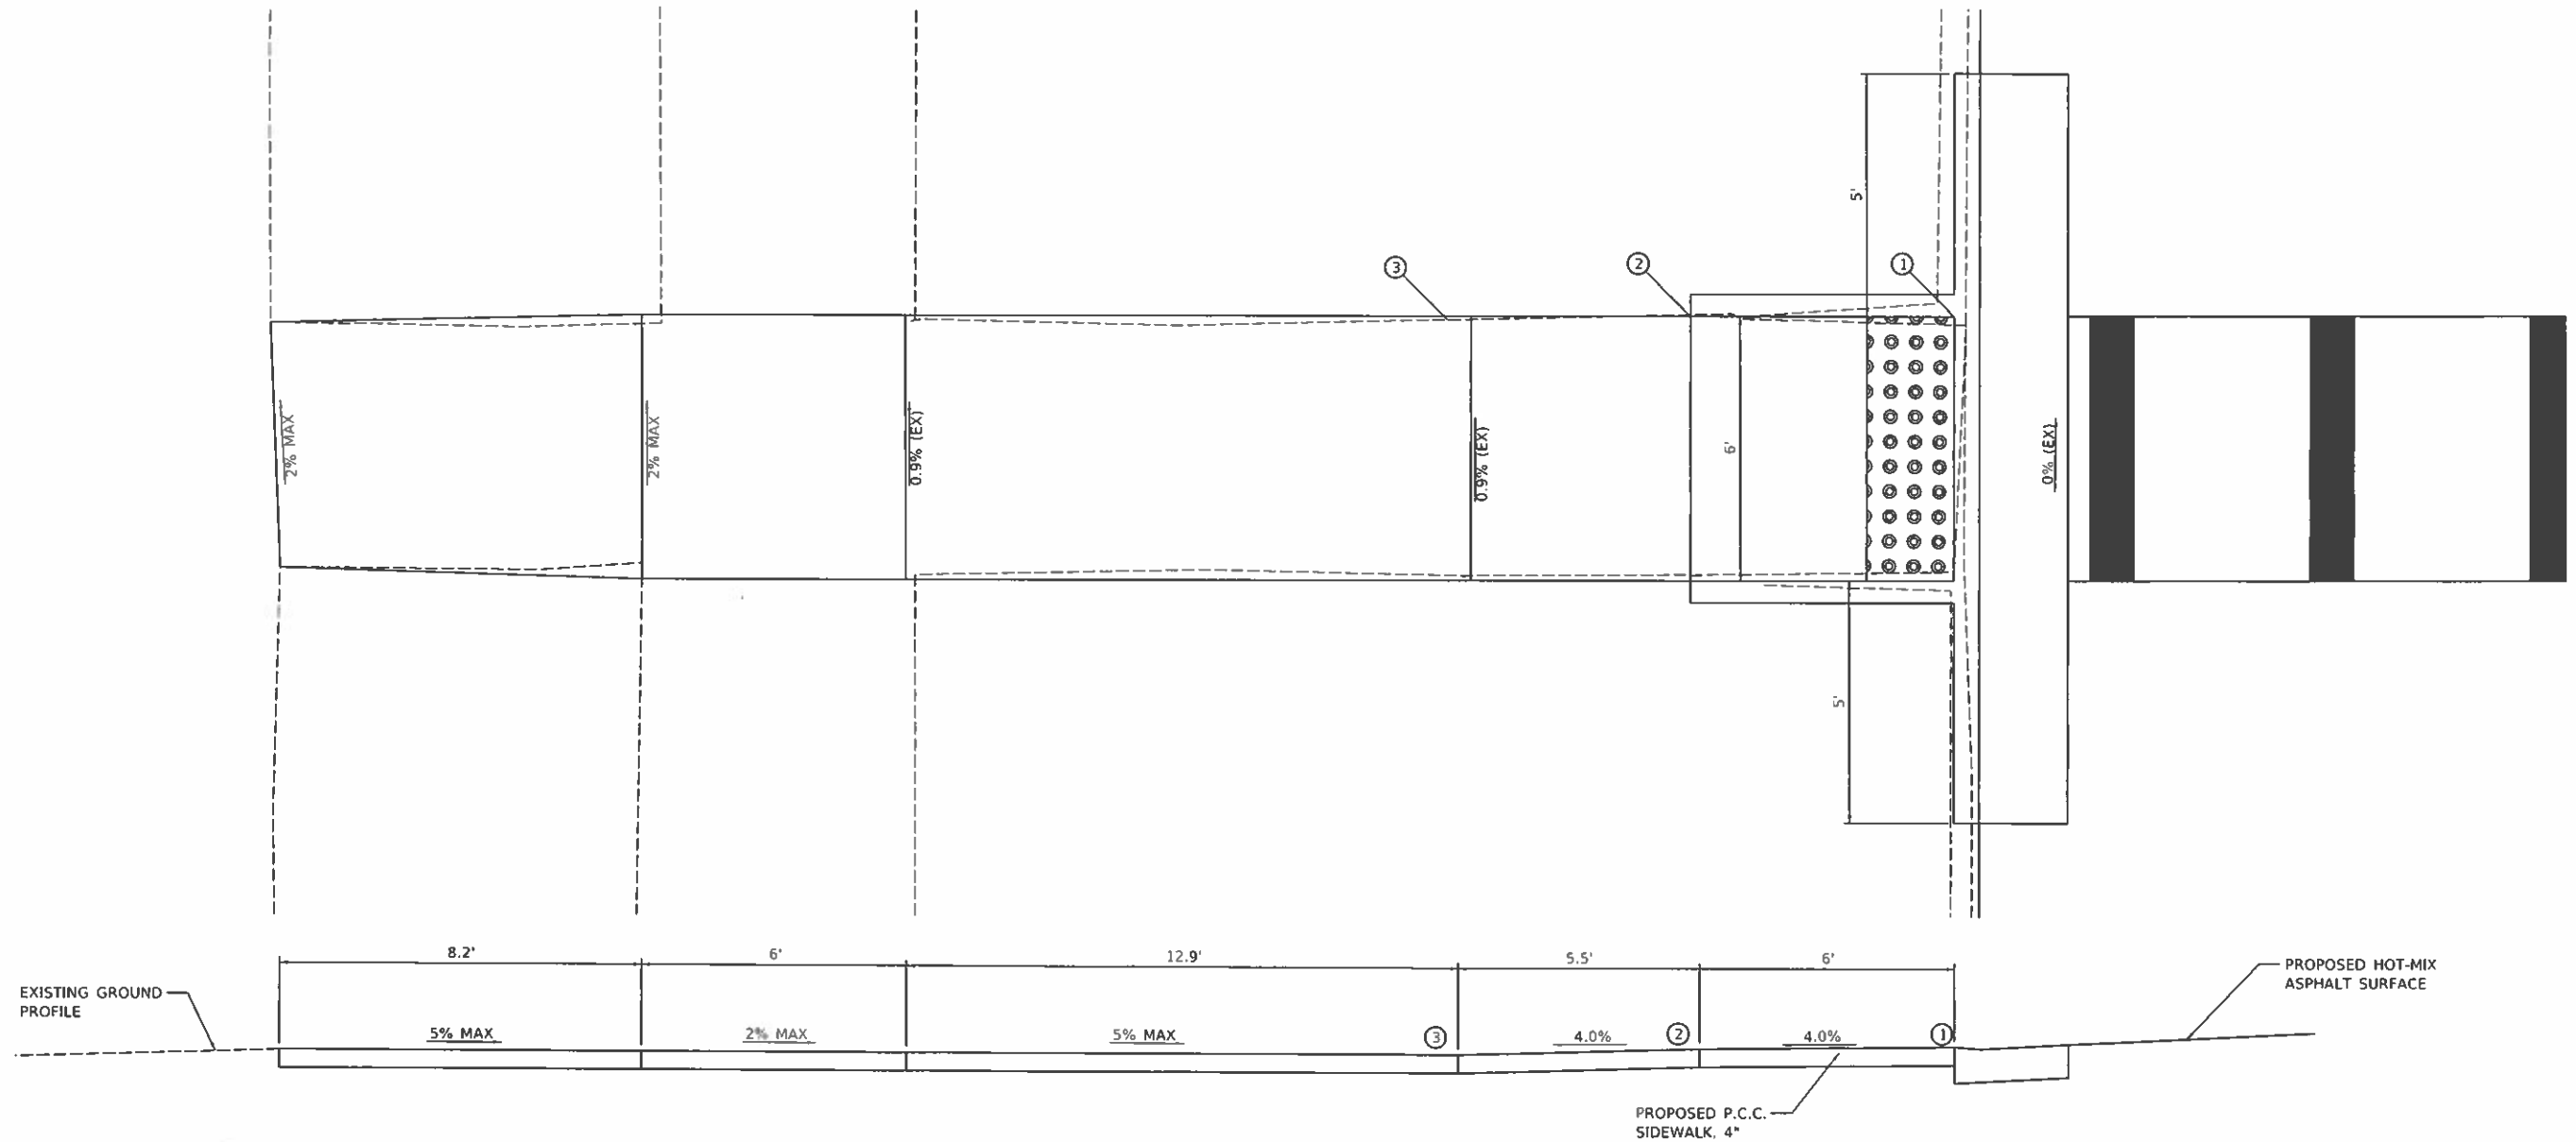 5'
③
②
①
2% MAX
2% MAX
0.9% (EX)
0.9% (EX)
6'
0% (EX)
5'
8.2'
6'
12.9'
5.5'
6'
EXISTING GROUND
PROFILE
PROPOSED HOT-MIX
ASPHALT SURFACE
5% MAX
2% MAX
5% MAX
③
4.0%
②
4.0%
①
PROPOSED P.C.C.
SIDEWALK, 4"